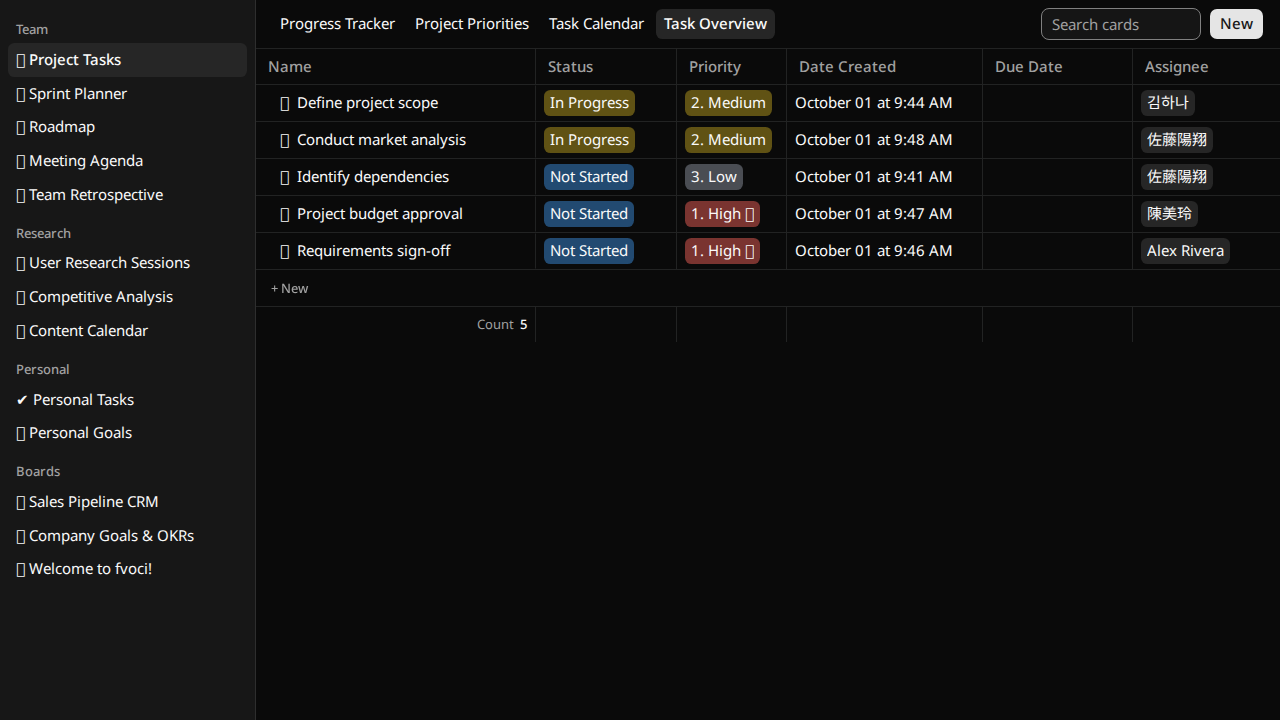 Team
Project Tasks
Sprint Planner
Roadmap
Meeting Agenda
Team Retrospective
Research
User Research Sessions
Competitive Analysis
Content Calendar
Personal
✔ Personal Tasks
Personal Goals
Boards
Sales Pipeline CRM
Company Goals & OKRs
Welcome to fvoci!
Progress Tracker Project Priorities Task Calendar Task Overview Search cards New
Name Status Priority Date Created Due Date Assignee
Define project scope In Progress 2. Medium October 01 at 9:44 AM 김하나
Conduct market analysis In Progress 2. Medium October 01 at 9:48 AM 佐藤陽翔
Identify dependencies Not Started 3. Low October 01 at 9:41 AM 佐藤陽翔
Project budget approval Not Started 1. High October 01 at 9:47 AM 陳美玲
Requirements sign-off Not Started 1. High October 01 at 9:46 AM Alex Rivera
+ New
Count 5